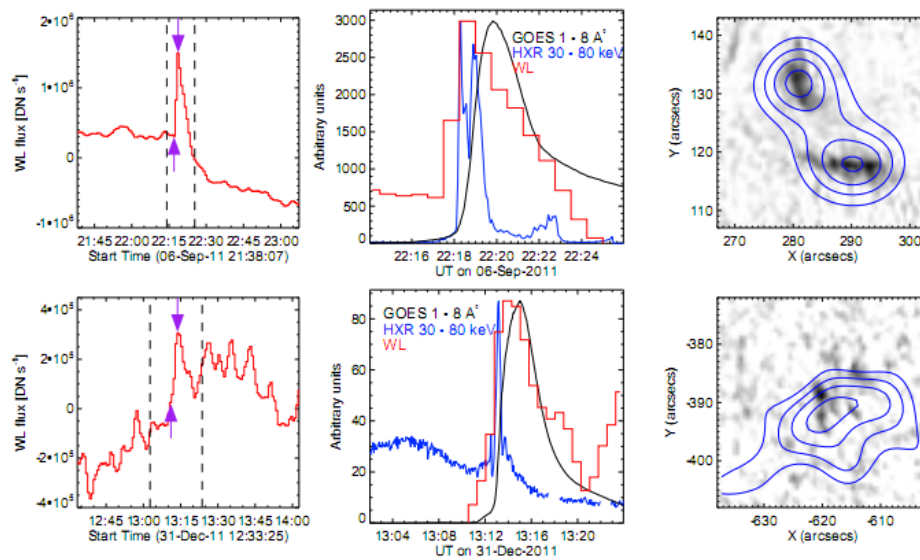 2•10⁶
1•10⁶
0
-1•10⁶
WL flux [DN s⁻¹]
21:45 22:00 22:15 22:30 22:45 23:00
Start Time (06-Sep-11 21:38:07)
3000
2500
2000
1500
1000
500
0
Arbitrary units
GOES 1 - 8 A°
HXR 30 - 80 keV
WL
22:16 22:18 22:20 22:22 22:24
UT on 06-Sep-2011
140
130
120
110
Y (arcsecs)
270 280 290 300
X (arcsecs)
4•10⁵
2•10⁵
0
-2•10⁵
-4•10⁵
WL flux [DN s⁻¹]
12:45 13:00 13:15 13:30 13:45 14:00
Start Time (31-Dec-11 12:33:25)
80
60
40
20
0
Arbitrary units
GOES 1 - 8 A°
HXR 30 - 80 keV
WL
13:04 13:08 13:12 13:16 13:20
UT on 31-Dec-2011
-380
-390
-400
Y (arcsecs)
-630 -620 -610
X (arcsecs)